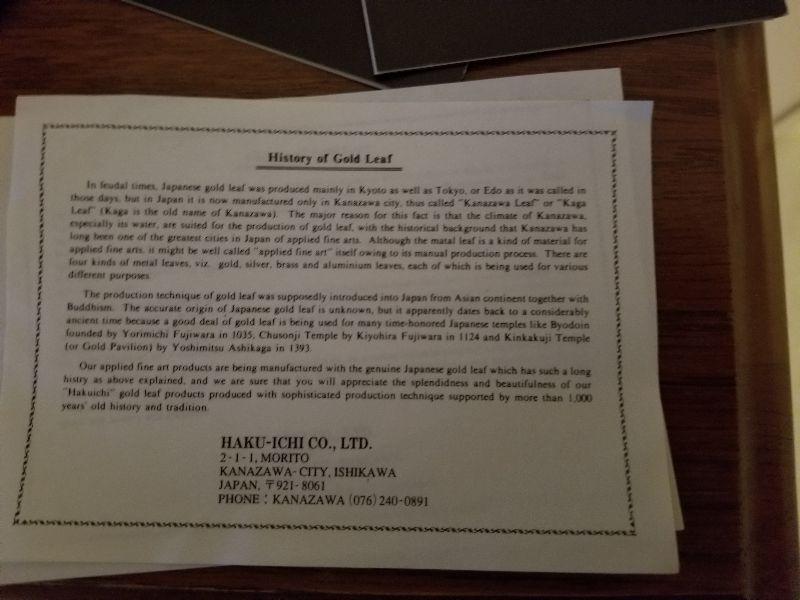 History of Gold Leaf
In feudal times, Japanese gold leaf was produced mainly in Kyoto as well as Tokyo, or Edo as it was called in
those days, but in Japan it is now manufactured only in Kanazawa city, thus called "Kanazawa Leaf" or "Kaga
Leaf" (Kaga is the old name of Kanazawa). The major reason for this fact is that the climate of Kanazawa,
especially its water, are suited for the production of gold leaf, with the historical background that Kanazawa has
long been one of the greatest cities in Japan of applied fine arts. Although the matal leaf is a kind of material for
applied fine arts, it might be well called "applied fine art" itself owing to its manual production process. There are
four kinds of metal leaves, viz. gold, silver, brass and aluminium leaves, each of which is being used for various
different purposes.
The production technique of gold leaf was supposedly introduced into Japan from Asian continent together with
Buddhism. The accurate origin of Japanese gold leaf is unknown, but it apparently dates back to a considerably
ancient time because a good deal of gold leaf is being used for many time-honored Japanese temples like Byodoin
founded by Yorimichi Fujiwara in 1035, Chusonji Temple by Kiyohira Fujiwara in 1124 and Kinkakuji Temple
(or Gold Pavilion) by Yoshimitsu Ashikaga in 1393.
Our applied fine art products are being manufactured with the genuine Japanese gold leaf which has such a long
histry as above explained, and we are sure that you will appreciate the splendidness and beautifulness of our
"Hakuichi" gold leaf products produced with sophisticated production technique supported by more than 1,000
years' old history and tradition.
HAKU-ICHI CO., LTD.
2-1-1, MORITO
KANAZAWA-CITY, ISHIKAWA
JAPAN, 〒921-8061
PHONE : KANAZAWA (076) 240-0891